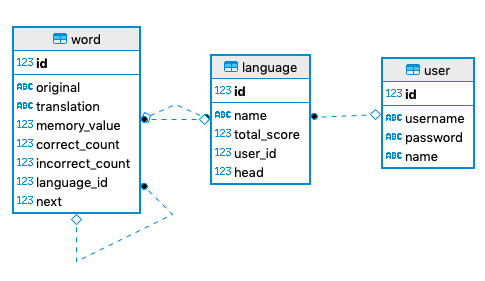 word
123 id
ABC original
ABC translation
123 memory_value
123 correct_count
123 incorrect_count
123 language_id
123 next
language
123 id
ABC name
123 total_score
123 user_id
123 head
user
123 id
ABC username
ABC password
ABC name